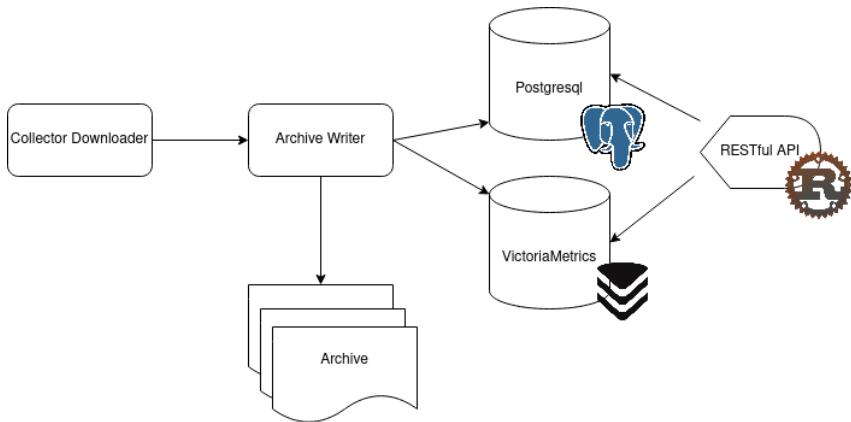 Collector Downloader
Archive Writer
Postgresql
RESTful API
R
VictoriaMetrics
Archive